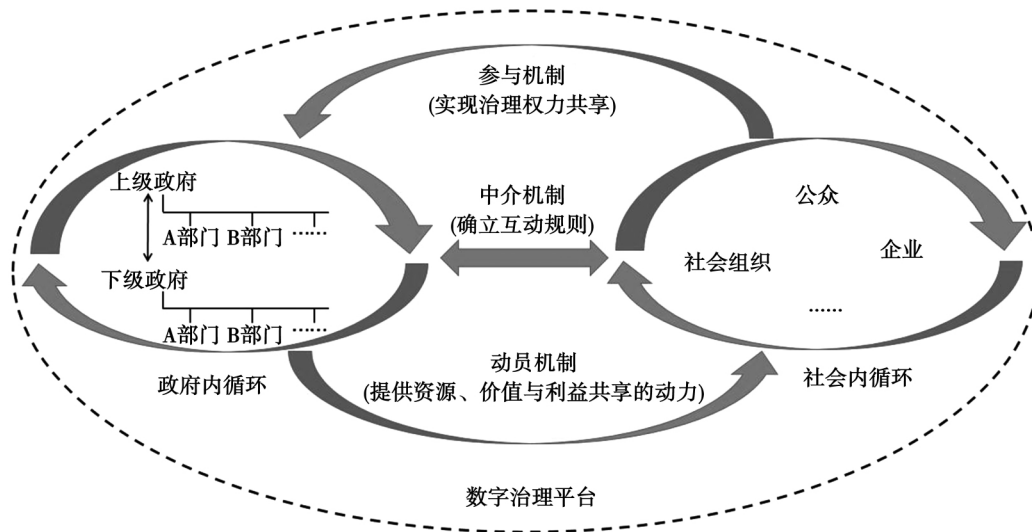 参与机制
(实现治理权力共享)
上级政府
A部门 B部门 ……
下级政府
A部门 B部门 ……
政府内循环
中介机制
(确立互动规则)
公众
社会组织
企业
……
社会内循环
动员机制
(提供资源、价值与利益共享的动力)
数字治理平台